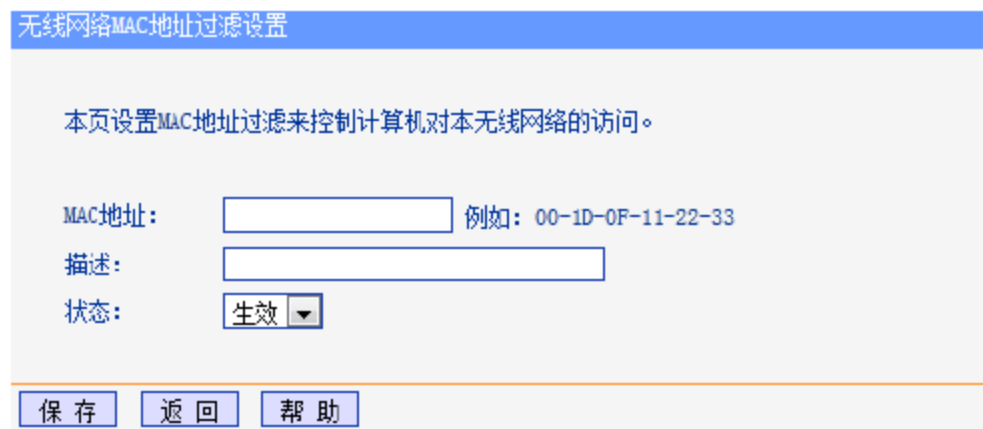 无线网络MAC地址过滤设置
本页设置MAC地址过滤来控制计算机对本无线网络的访问。
MAC地址： 例如：00-1D-0F-11-22-33
描述：
状态： 生效
保存 返回 帮助